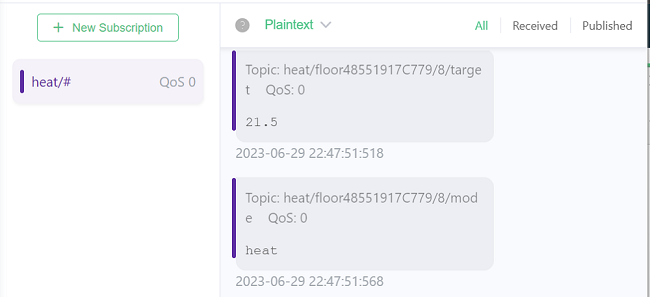 + New Subscription
Plaintext
All
Received
Published
heat/#
QoS 0
Topic: heat/floor48551917C779/8/targe
t QoS: 0
21.5
2023-06-29 22:47:51:518
Topic: heat/floor48551917C779/8/mod
e QoS: 0
heat
2023-06-29 22:47:51:568